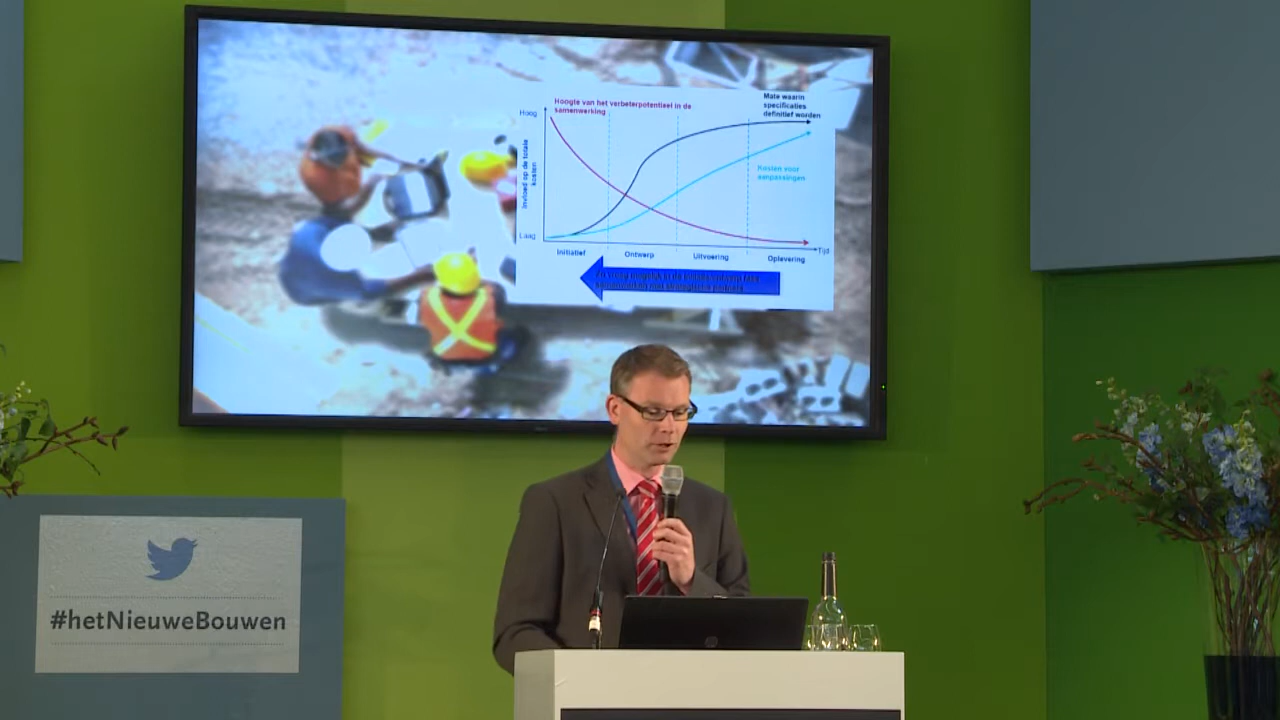 Hoogte van het verbeterpotentieel in de
samenwerking
Mate waarin
specificaties
definitief worden
Hoog
Invloed op de totale
kosten
Kosten voor
aanpassingen
Laag
Tijd
Initiatief
Ontwerp
Uitvoering
Oplevering
#hetNieuweBouwen